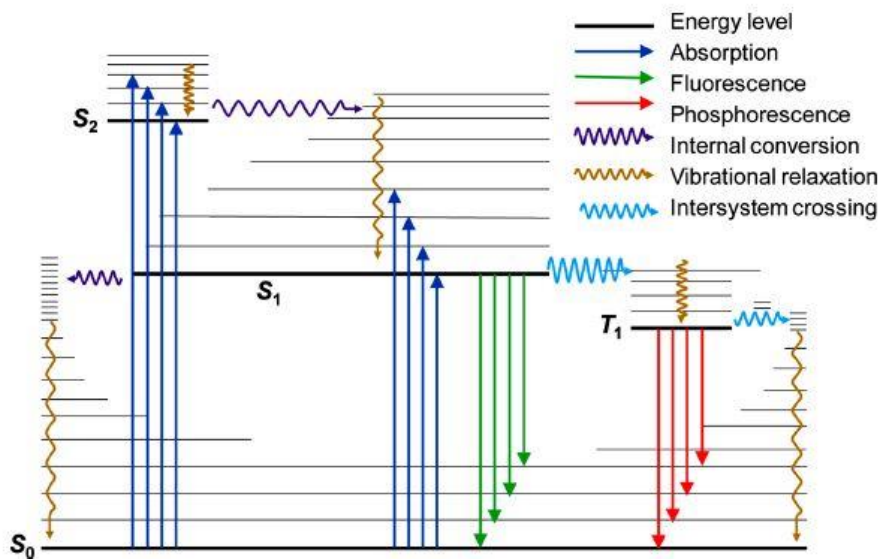 Energy level
Absorption
Fluorescence
Phosphorescence
Internal conversion
Vibrational relaxation
Intersystem crossing
S2
S1
T1
S0